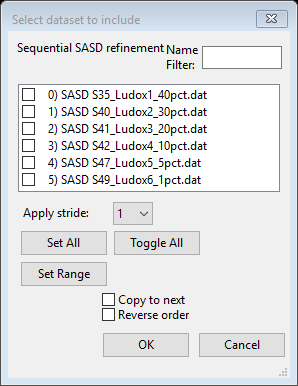 Select dataset to include
Sequential SASD refinement Name
Filter:
0) SASD S35_Ludox1_40pct.dat
1) SASD S40_Ludox2_30pct.dat
2) SASD S41_Ludox3_20pct.dat
3) SASD S42_Ludox4_10pct.dat
4) SASD S47_Ludox5_5pct.dat
5) SASD S49_Ludox6_1pct.dat
Apply stride: 1
Set All Toggle All
Set Range
Copy to next
Reverse order
OK Cancel